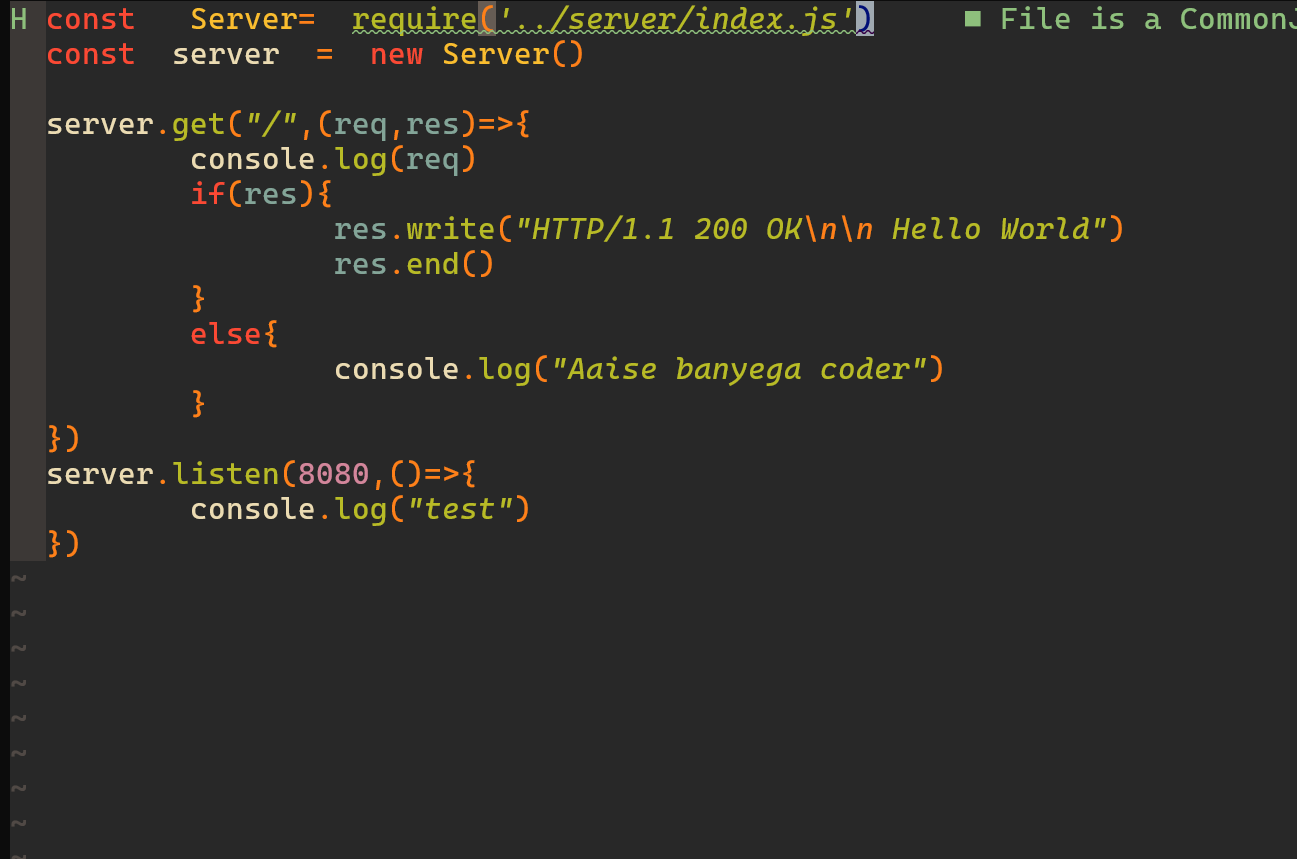 H const   Server=  require('../server/index.js')     ■ File is a CommonJ
const  server  =  new Server()
server.get("/",(req,res)=>{
        console.log(req)
        if(res){
                res.write("HTTP/1.1 200 OK\n\n Hello World")
                res.end()
        }
        else{
                console.log("Aaise banyega coder")
        }
})
server.listen(8080,()=>{
        console.log("test")
})
~
~
~
~
~
~
~
~
~